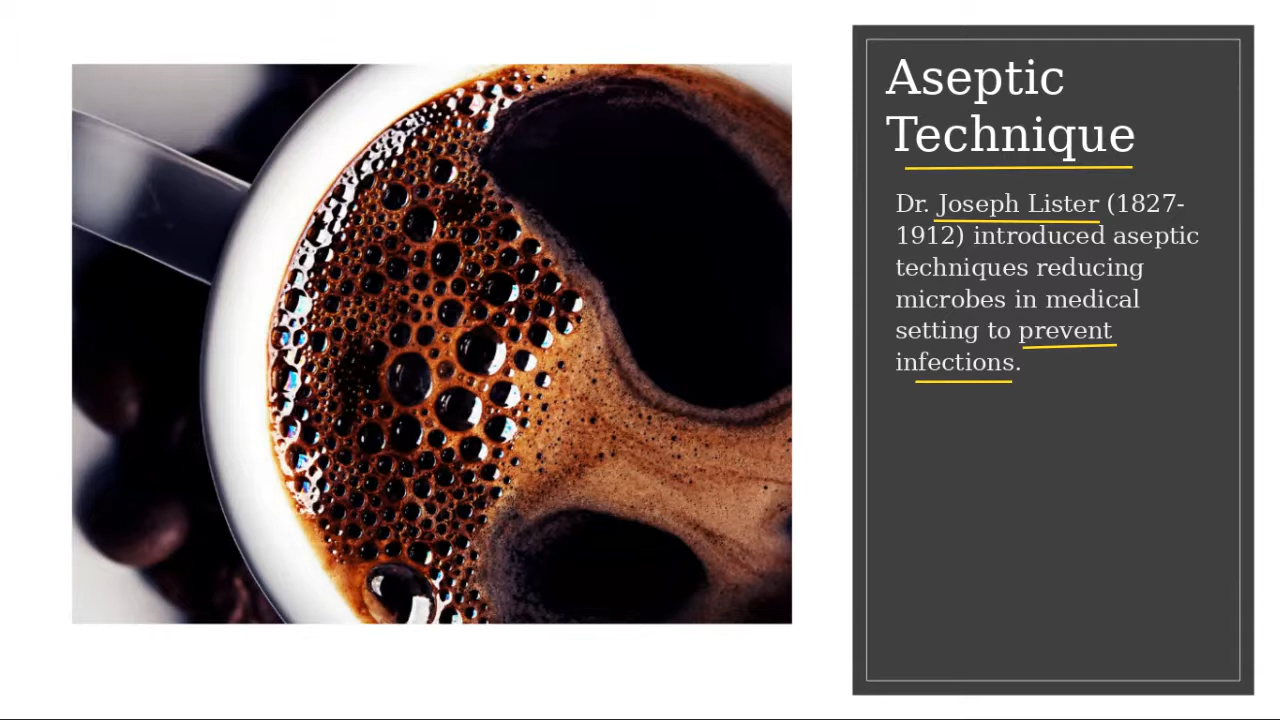 Aseptic
Technique
Dr. Joseph Lister (1827-
1912) introduced aseptic
techniques reducing
microbes in medical
setting to prevent
infections.